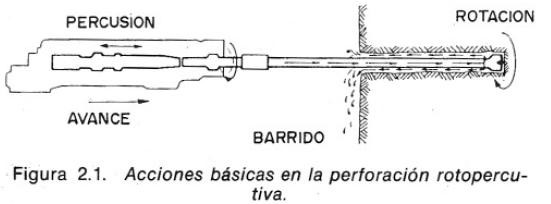 PERCUSION
ROTACION
AVANCE
BARRIDO
Figura 2.1. Acciones básicas en la perforación rotopercu-
tiva.